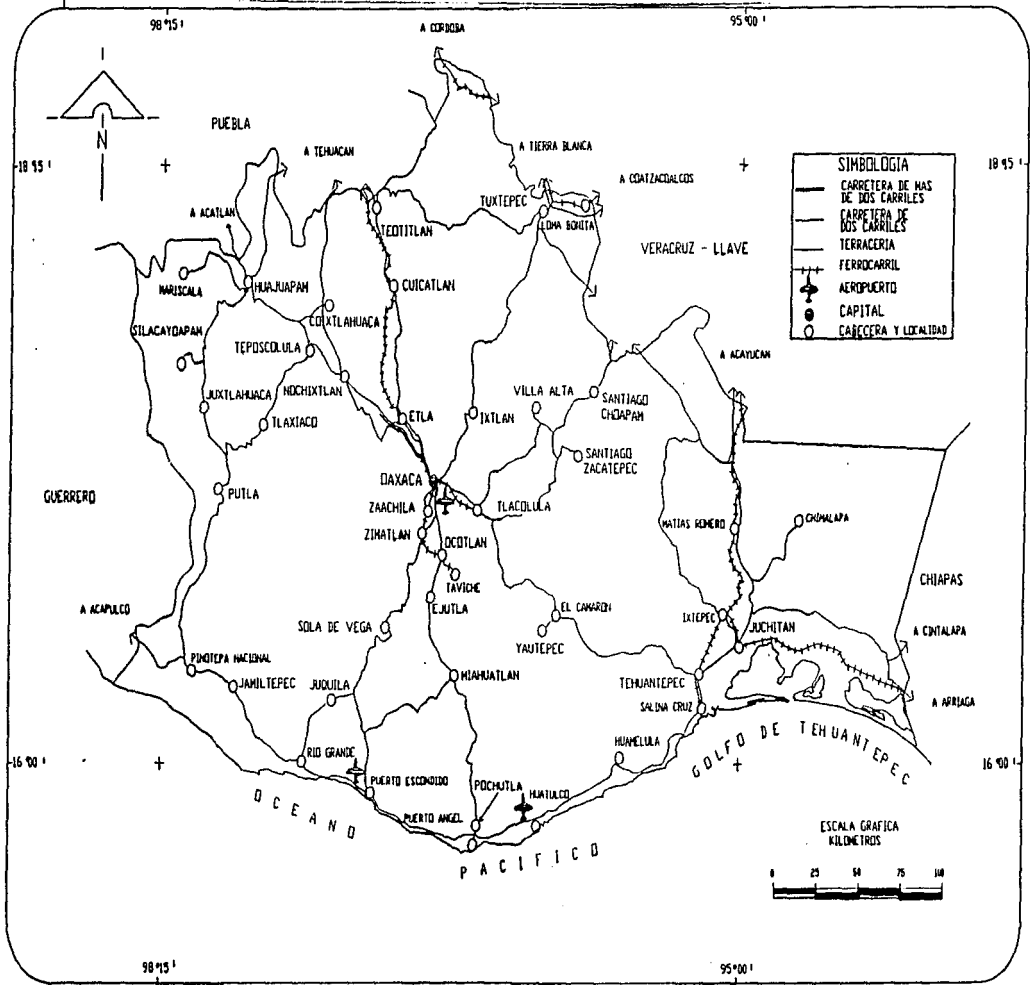 98°15'
95°00'
A CORDOBA
N
PUEBLA
A TEHUACAN
A TIERRA BLANCA
18°15'
18°15'
A COATZACOALCOS
SIMBOLOGIA
CARRETERA DE MAS
DE DOS CARRILES
CARRETERA DE
DOS CARRILES
TERRACERIA
FERROCARRIL
AEROPUERTO
CAPITAL
CABECERA Y LOCALIDAD
A ACATLAN
TUXTEPEC
LOMA BONITA
TEOTITLAN
VERACRUZ - LLAVE
MARISCALA
HUAJUAPAM
CUICATLAN
COIXTLAHUACA
SILACAYOAPAM
TEPOSCOLULA
A ACAYUCAN
NOCHIXTLAN
JUXTLAHUACA
TLAXIACO
ETLA
IXTLAN
VILLA ALTA
SANTIAGO
CHOAPAM
SANTIAGO
ZACATEPEC
OAXACA
GUERRERO
PUTLA
ZAACHILA
TLACOLULA
ZIMATLAN
MATIAS ROMERO
CHIMALAPA
OCOTLAN
TAVICHE
CHIAPAS
EJUTLA
A ACAPULCO
SOLA DE VEGA
EL CAMARON
YAUTEPEC
IXTEPEC
JUCHITAN
A CINTALAPA
PINOTEPA NACIONAL
JAMILTEPEC
JUQUILA
MIAHUATLAN
TEHUANTEPEC
SALINA CRUZ
A ARRIAGA
HUAMELULA
GOLFO DE TEHUANTEPEC
16°00'
16°00'
RIO GRANDE
PUERTO ESCONDIDO
POCHUTLA
HUATULCO
PUERTO ANGEL
OCEANO
PACIFICO
ESCALA GRAFICA
KILOMETROS
0 25 50 75 100
98°15'
95°00'